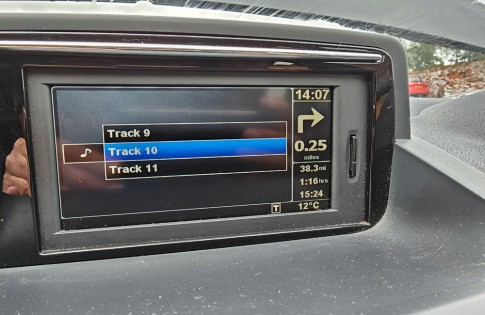 14:07
Track 9
Track 10
Track 11
0.25
miles
38.3mi
1:16hrs
15:24
T
12°C